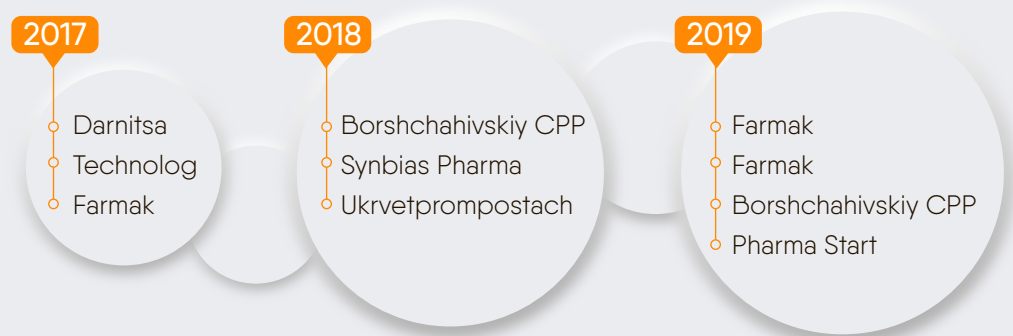 2017
Darnitsa
Technolog
Farmak
2018
Borshchahivskiy CPP
Synbias Pharma
Ukrvetprompostach
2019
Farmak
Farmak
Borshchahivskiy CPP
Pharma Start